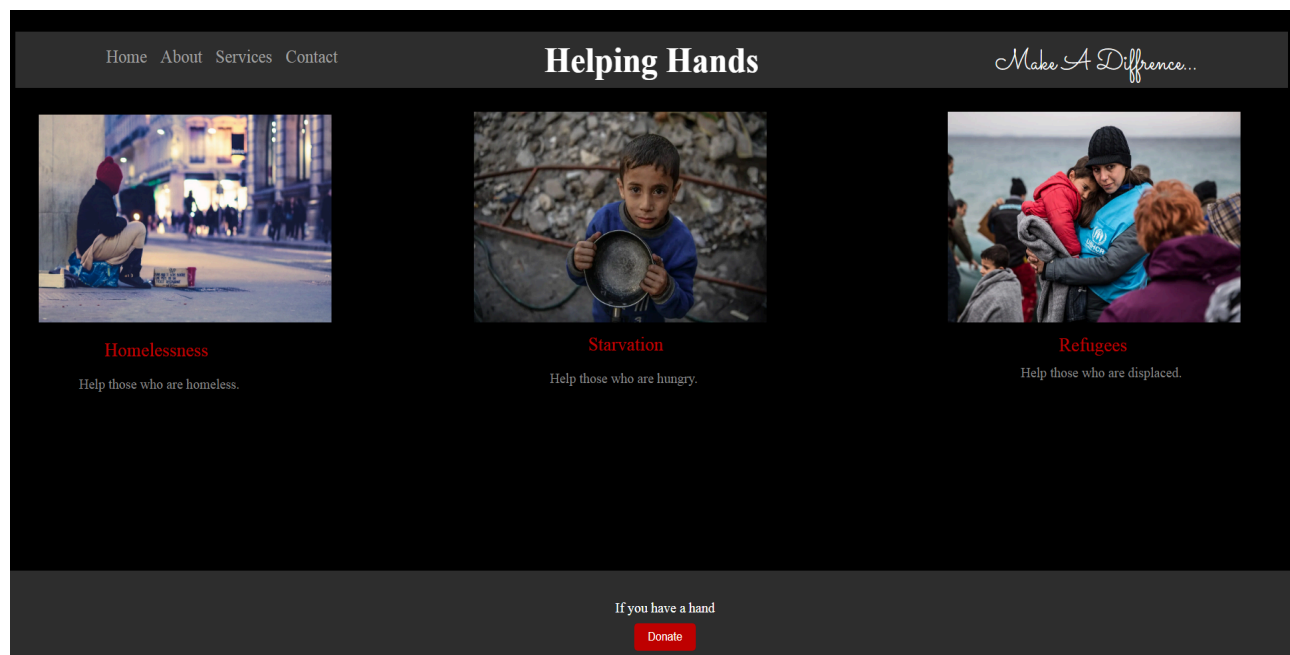 Home About Services Contact
Helping Hands
Make A Diffrence...
UNHCR
Homelessness
Starvation
Refugees
Help those who are homeless.
Help those who are hungry.
Help those who are displaced.
If you have a hand
Donate